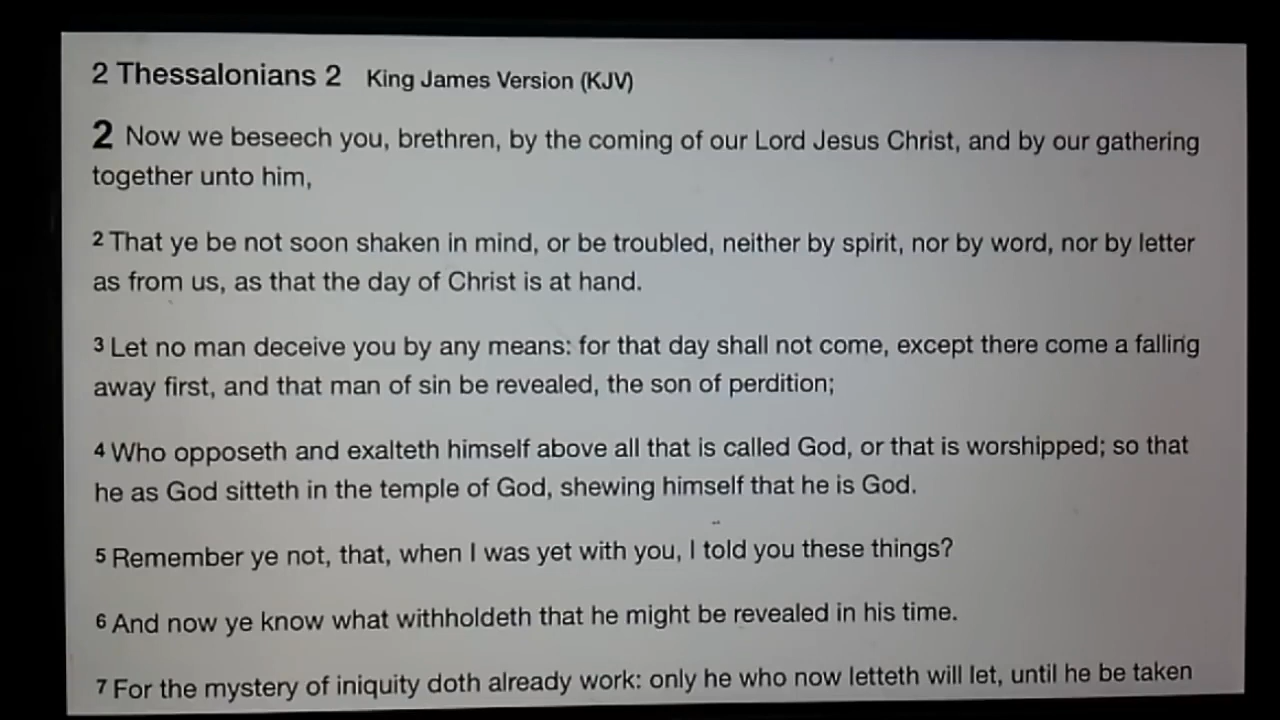 2 Thessalonians 2 King James Version (KJV)
2 Now we beseech you, brethren, by the coming of our Lord Jesus Christ, and by our gathering
together unto him,
2 That ye be not soon shaken in mind, or be troubled, neither by spirit, nor by word, nor by letter
as from us, as that the day of Christ is at hand.
3 Let no man deceive you by any means: for that day shall not come, except there come a falling
away first, and that man of sin be revealed, the son of perdition;
4 Who opposeth and exalteth himself above all that is called God, or that is worshipped; so that
he as God sitteth in the temple of God, shewing himself that he is God.
5 Remember ye not, that, when I was yet with you, I told you these things?
6 And now ye know what withholdeth that he might be revealed in his time.
7 For the mystery of iniquity doth already work: only he who now letteth will let, until he be taken